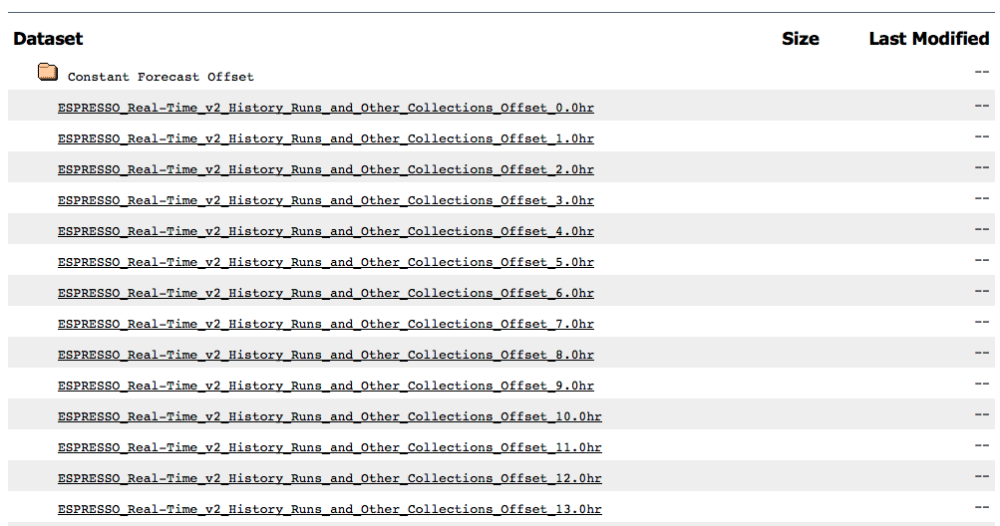 Dataset Size Last Modified
Constant Forecast Offset --
ESPRESSO_Real-Time_v2_History_Runs_and_Other_Collections_Offset_0.0hr --
ESPRESSO_Real-Time_v2_History_Runs_and_Other_Collections_Offset_1.0hr --
ESPRESSO_Real-Time_v2_History_Runs_and_Other_Collections_Offset_2.0hr --
ESPRESSO_Real-Time_v2_History_Runs_and_Other_Collections_Offset_3.0hr --
ESPRESSO_Real-Time_v2_History_Runs_and_Other_Collections_Offset_4.0hr --
ESPRESSO_Real-Time_v2_History_Runs_and_Other_Collections_Offset_5.0hr --
ESPRESSO_Real-Time_v2_History_Runs_and_Other_Collections_Offset_6.0hr --
ESPRESSO_Real-Time_v2_History_Runs_and_Other_Collections_Offset_7.0hr --
ESPRESSO_Real-Time_v2_History_Runs_and_Other_Collections_Offset_8.0hr --
ESPRESSO_Real-Time_v2_History_Runs_and_Other_Collections_Offset_9.0hr --
ESPRESSO_Real-Time_v2_History_Runs_and_Other_Collections_Offset_10.0hr --
ESPRESSO_Real-Time_v2_History_Runs_and_Other_Collections_Offset_11.0hr --
ESPRESSO_Real-Time_v2_History_Runs_and_Other_Collections_Offset_12.0hr --
ESPRESSO_Real-Time_v2_History_Runs_and_Other_Collections_Offset_13.0hr --